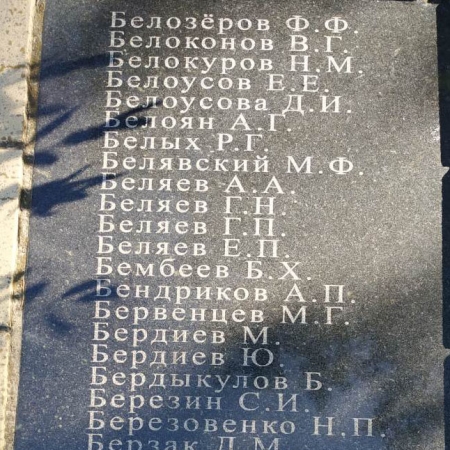 Белозёров Ф.Ф.
Белоконов В.Г.
Белокуров Н.М.
Белоусов Е.Е.
Белоусова Д.И.
Белоян А.Г.
Белых Р.Г.
Белявский М.Ф.
Беляев А.А.
Беляев Г.Н.
Беляев Г.П.
Беляев Е.П.
Бембеев Б.Х.
Бендриков А.П.
Бервенцев М.Г.
Бердиев М.
Бердиев Ю.
Бердыкулов Б.
Березин С.И.
Березовенко Н.П.
Берзак Д.М.